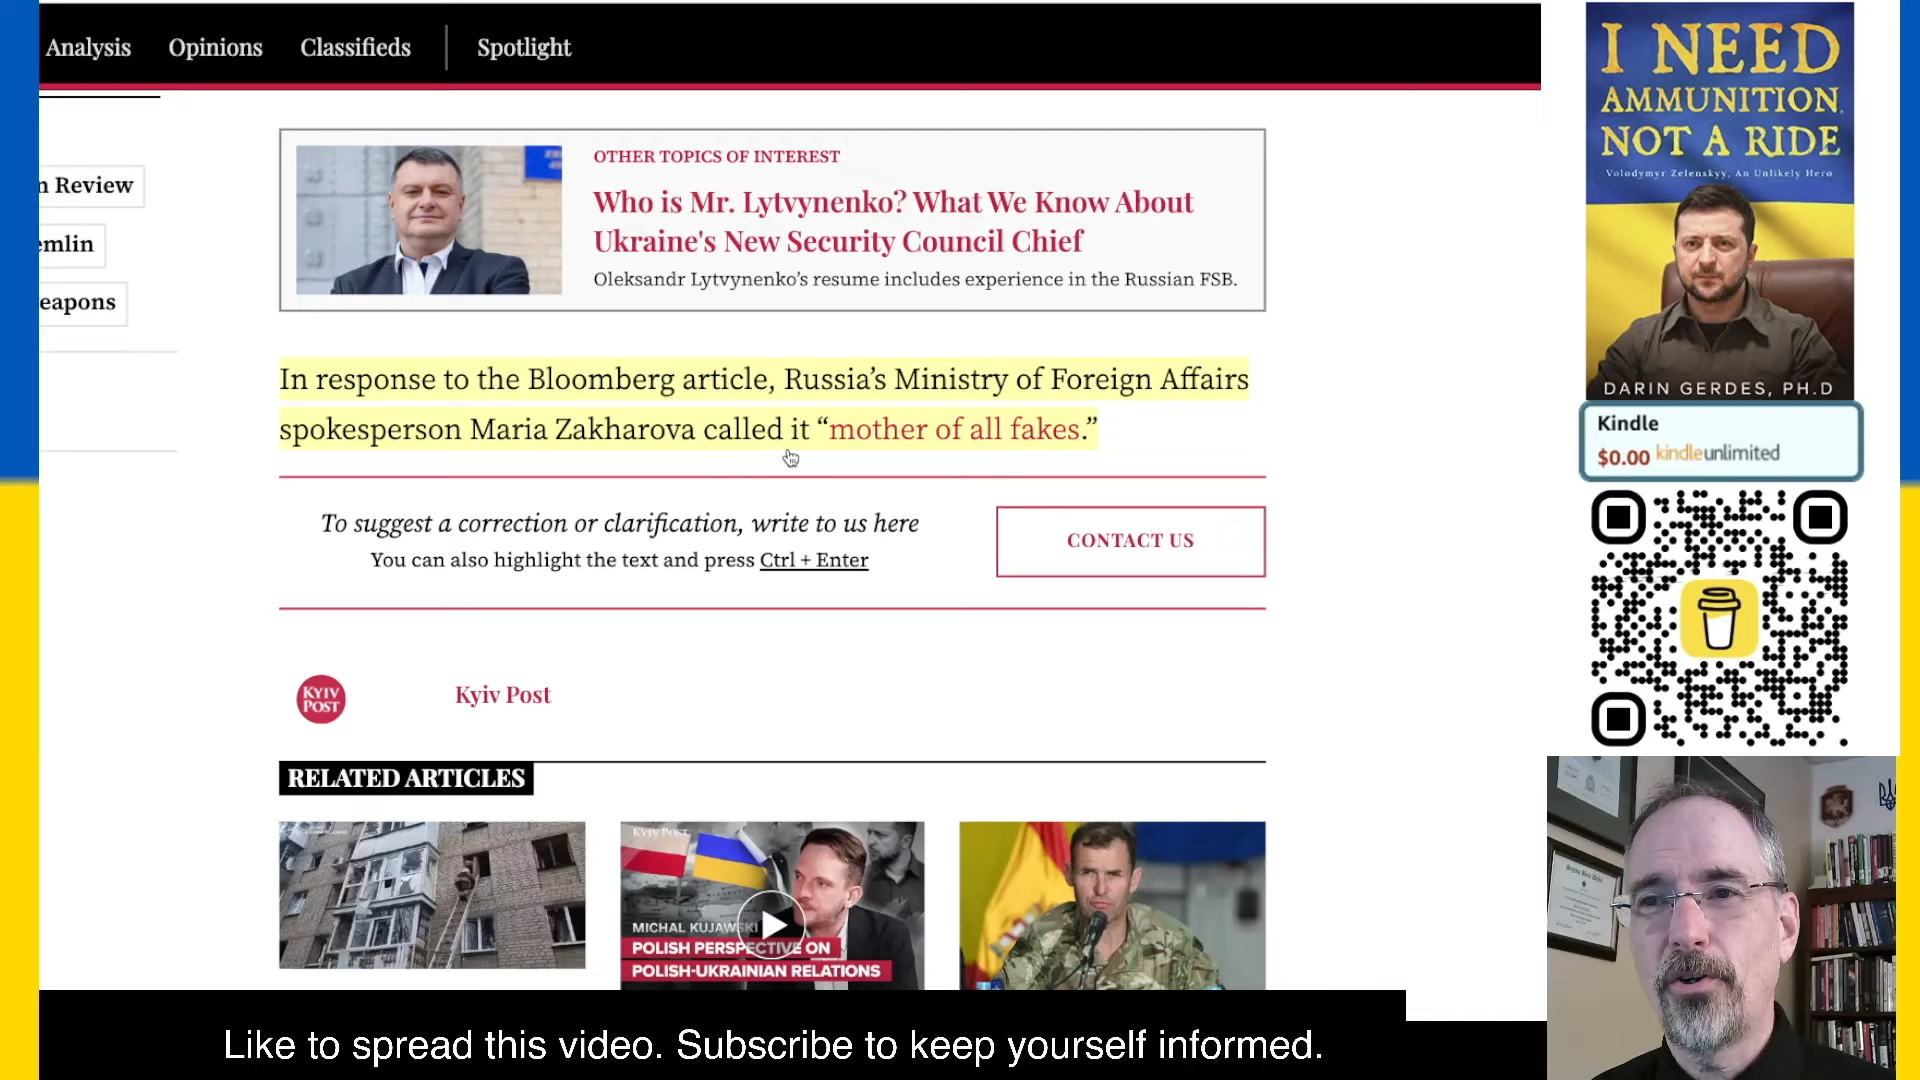 Analysis Opinions Classifieds Spotlight
n Review
emlin
eapons
OTHER TOPICS OF INTEREST
Who is Mr. Lytvynenko? What We Know About
Ukraine's New Security Council Chief
Oleksandr Lytvynenko’s resume includes experience in the Russian FSB.
In response to the Bloomberg article, Russia’s Ministry of Foreign Affairs
spokesperson Maria Zakharova called it “mother of all fakes.”
To suggest a correction or clarification, write to us here
You can also highlight the text and press Ctrl + Enter
CONTACT US
KYIV
POST
Kyiv Post
RELATED ARTICLES
KYIV POST
MICHAL KUJAWSKI
POLISH PERSPECTIVE ON
POLISH-UKRAINIAN RELATIONS
Like to spread this video. Subscribe to keep yourself informed.
I NEED
AMMUNITION,
NOT A RIDE
Volodymyr Zelenskyy, An Unlikely Hero
DARIN GERDES, PH.D
Kindle
$0.00 kindleunlimited